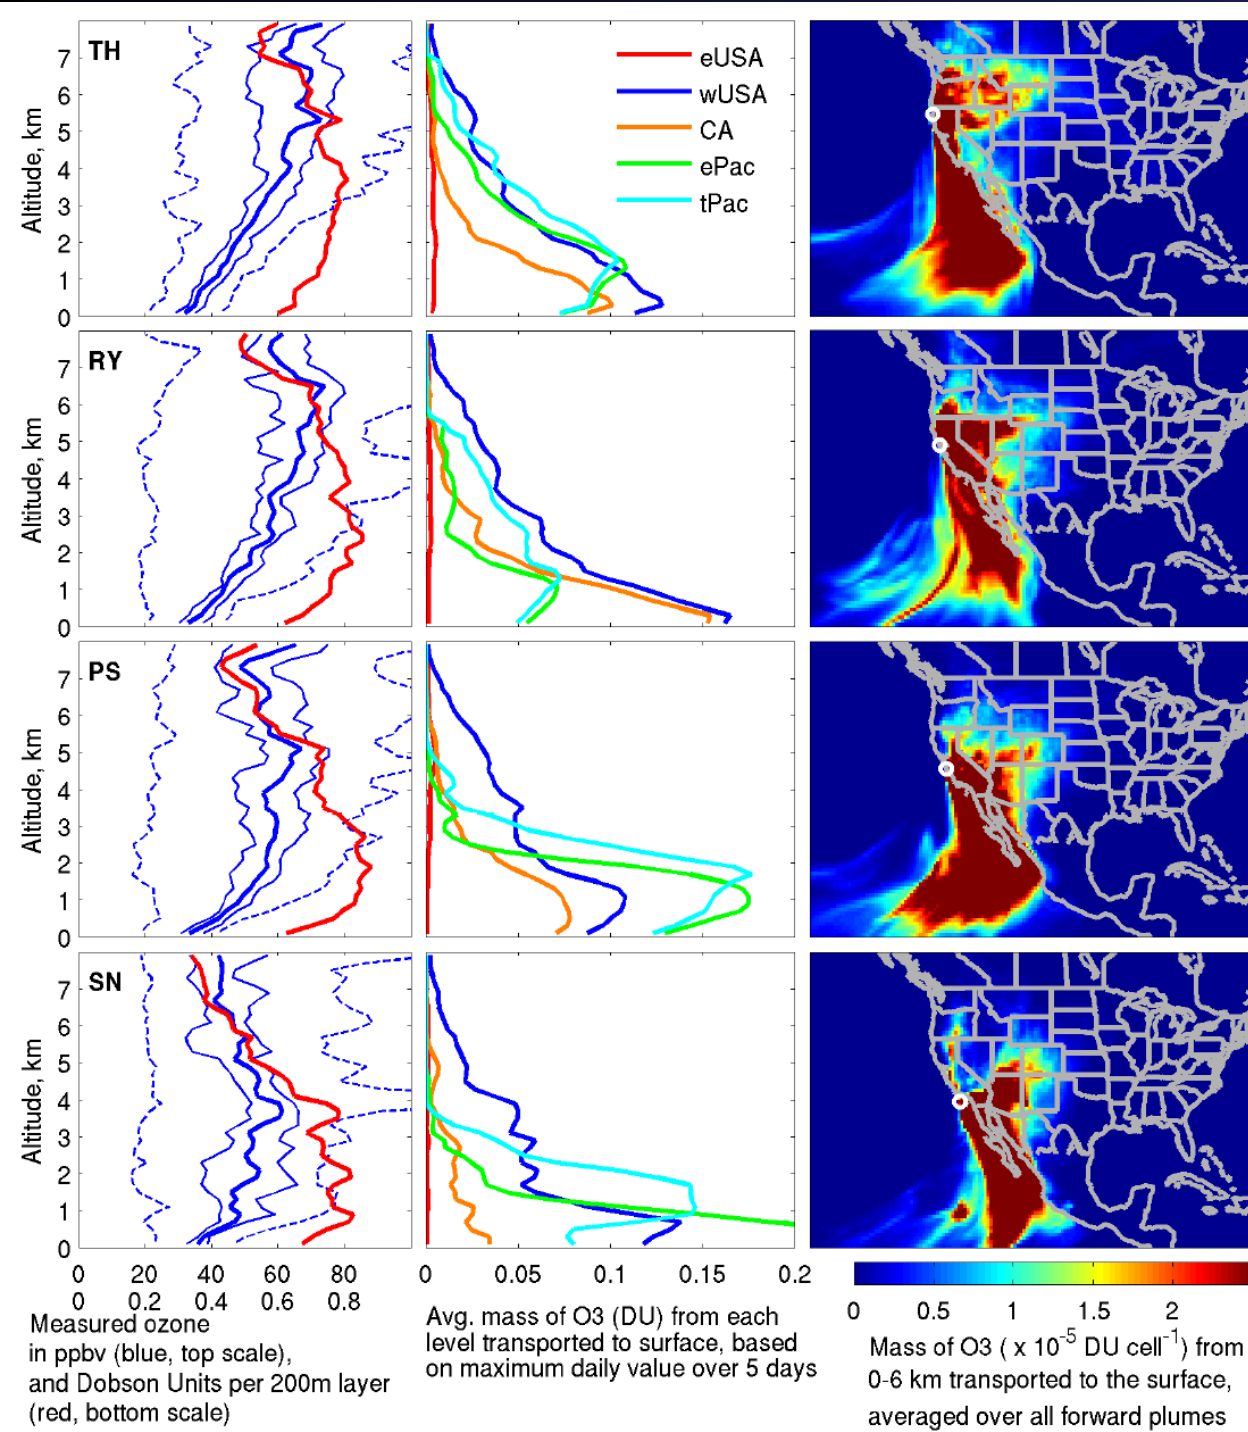 TH
eUSA
wUSA
CA
ePac
tPac
Altitude, km
7
6
5
4
3
2
1
0
RY
Altitude, km
7
6
5
4
3
2
1
0
PS
Altitude, km
7
6
5
4
3
2
1
0
SN
Altitude, km
7
6
5
4
3
2
1
0
0 20 40 60 80
0 0.2 0.4 0.6 0.8
Measured ozone
in ppbv (blue, top scale),
and Dobson Units per 200m layer
(red, bottom scale)
0 0.05 0.1 0.15 0.2
Avg. mass of O3 (DU) from each
level transported to surface, based
on maximum daily value over 5 days
0 0.5 1 1.5 2
Mass of O3 ( x 10^-5 DU cell^-1) from
0-6 km transported to the surface,
averaged over all forward plumes